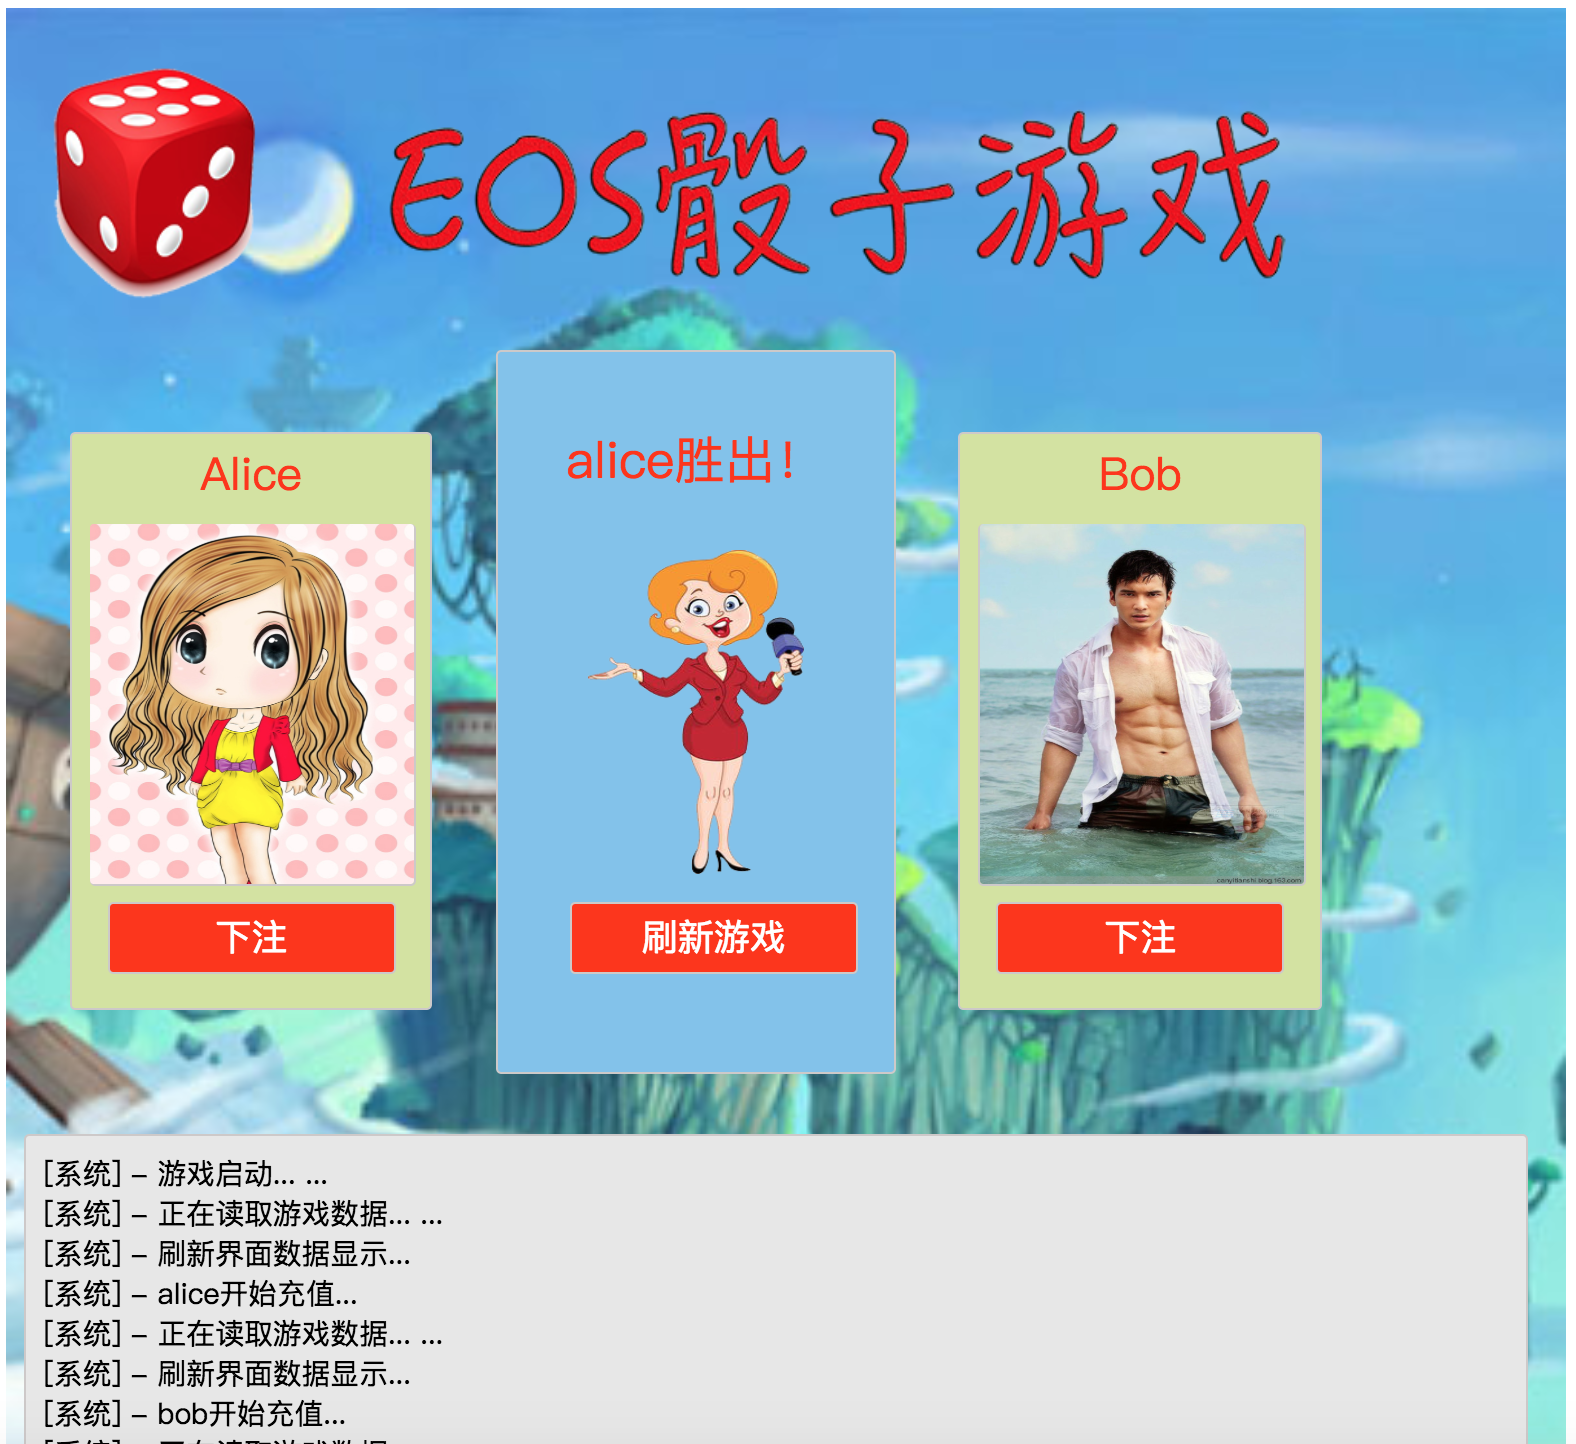 EOS骰子游戏
alice胜出！
Alice
Bob
下注
刷新游戏
下注
[系统] – 游戏启动... ...
[系统] – 正在读取游戏数据... ...
[系统] – 刷新界面数据显示...
[系统] – alice开始充值...
[系统] – 正在读取游戏数据... ...
[系统] – 刷新界面数据显示...
[系统] – bob开始充值...